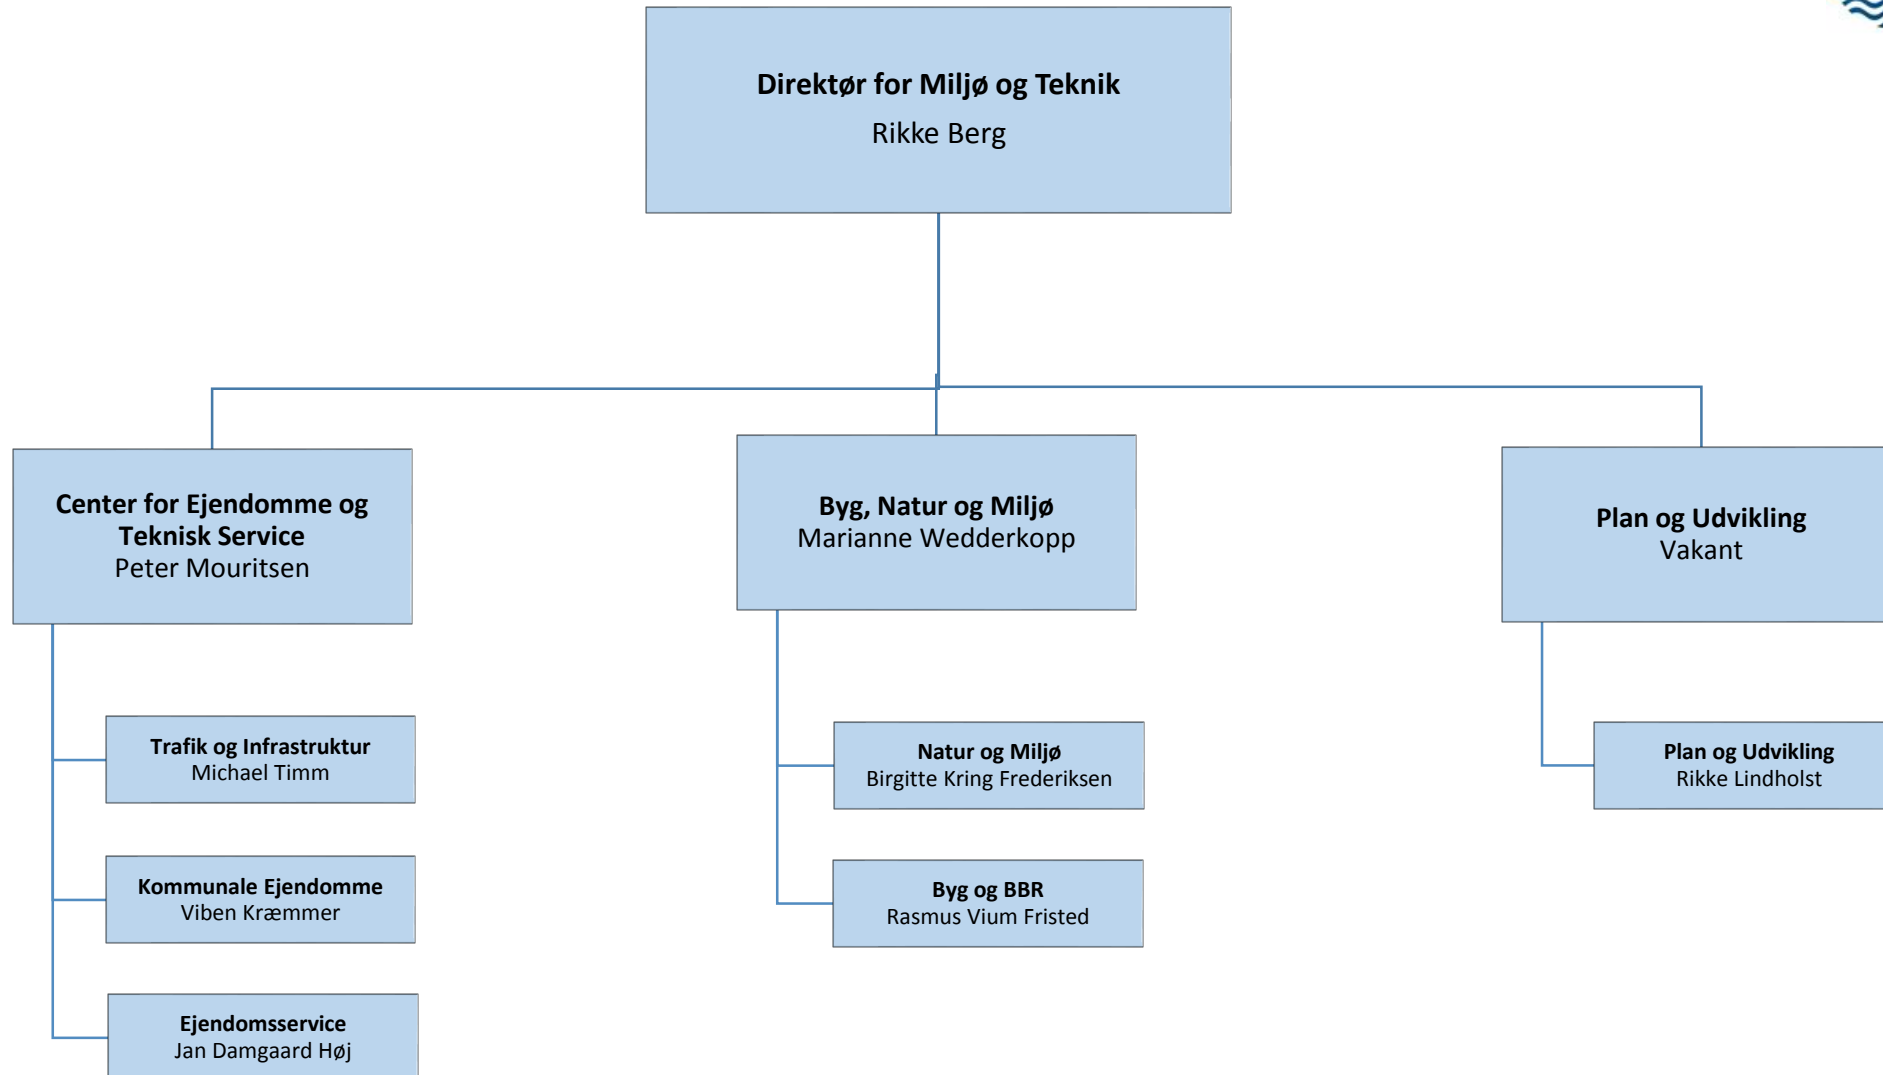 Direktør for Miljø og Teknik
Rikke Berg
Center for Ejendomme og
Teknisk Service
Peter Mouritsen
Trafik og Infrastruktur
Michael Timm
Kommunale Ejendomme
Viben Kræmmer
Ejendomsservice
Jan Damgaard Høj
Byg, Natur og Miljø
Marianne Wedderkopp
Natur og Miljø
Birgitte Kring Frederiksen
Byg og BBR
Rasmus Vium Fristed
Plan og Udvikling
Vakant
Plan og Udvikling
Rikke Lindholst